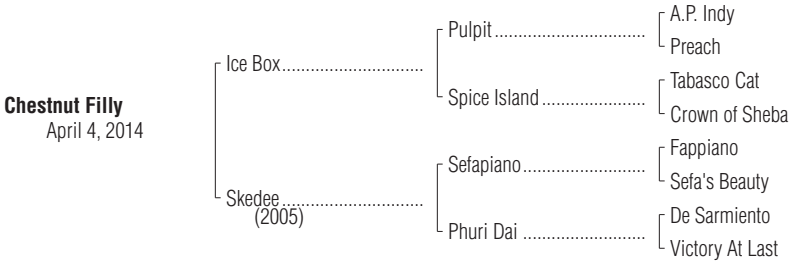 A.P. Indy
Pulpit..............................
Preach
Ice Box............................
Tabasco Cat
Spice Island.....................
Crown of Sheba
Chestnut Filly
April 4, 2014
Fappiano
Sefapiano........................
Sefa's Beauty
Skedee............................
(2005)
De Sarmiento
Phuri Dai ........................
Victory At Last